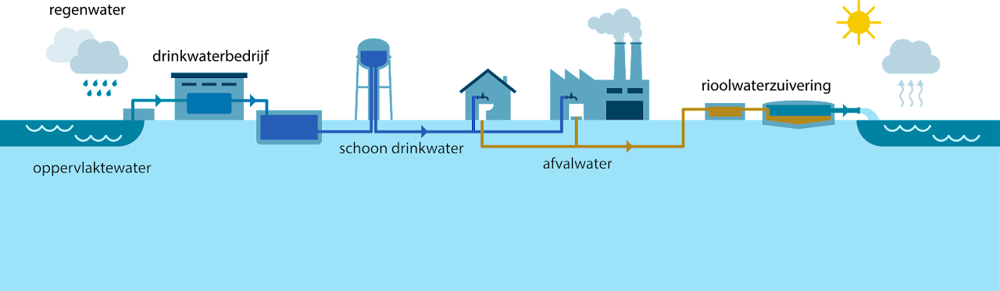 regenwater
drinkwaterbedrijf
rioolwaterzuivering
schoon drinkwater
oppervlaktewater
afvalwater